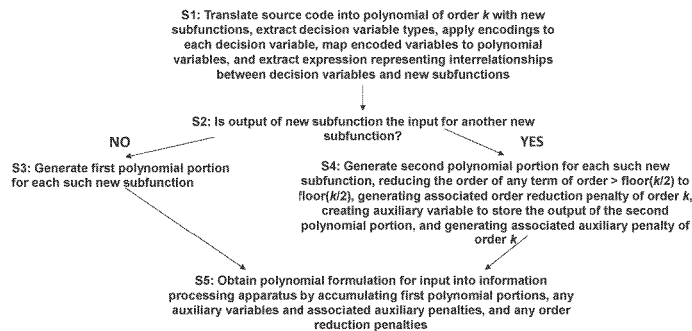 S1: Translate source code into polynomial of order k with new
subfunctions, extract decision variable types, apply encodings to
each decision variable, map encoded variables to polynomial
variables, and extract expression representing interrelationships
between decision variables and new subfunctions
S2: Is output of new subfunction the input for another new
subfunction?
NO
YES
S3: Generate first polynomial portion
for each such new subfunction
S4: Generate second polynomial portion for each such new
subfunction, reducing the order of any term of order > floor(k/2) to
floor(k/2), generating associated order reduction penalty of order k,
creating auxiliary variable to store the output of the second
polynomial portion, and generating associated auxiliary penalty of
order k
S5: Obtain polynomial formulation for input into information
processing apparatus by accumulating first polynomial portions, any
auxiliary variables and associated auxiliary penalties, and any order
reduction penalties